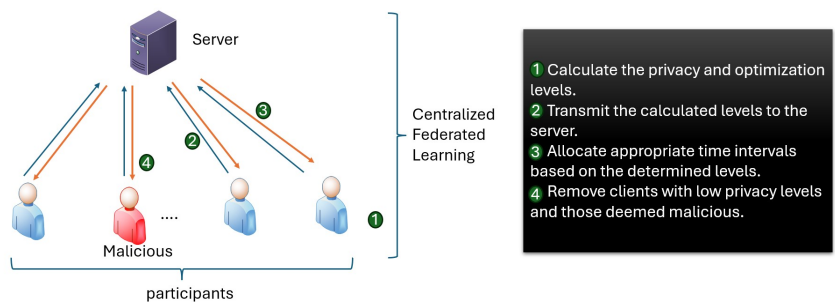 Server
3
2
4
1
....
Malicious
participants
Centralized
Federated
Learning
1 Calculate the privacy and optimization
levels.
2 Transmit the calculated levels to the
server.
3 Allocate appropriate time intervals
based on the determined levels.
4 Remove clients with low privacy levels
and those deemed malicious.